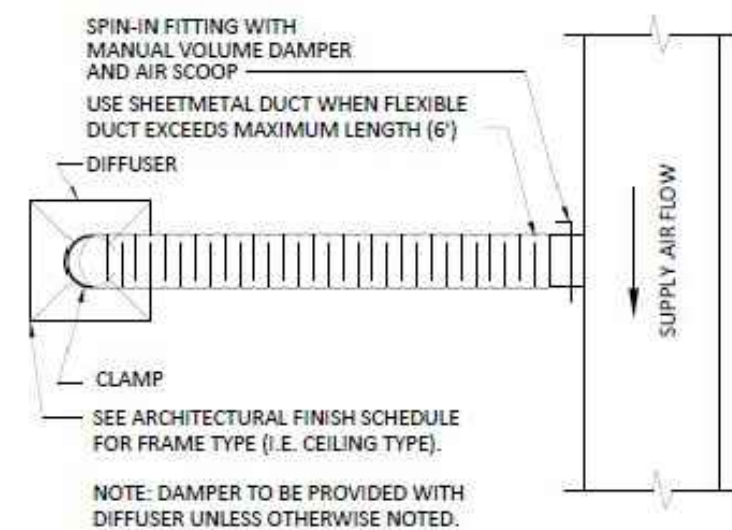 SPIN-IN FITTING WITH
MANUAL VOLUME DAMPER
AND AIR SCOOP
USE SHEETMETAL DUCT WHEN FLEXIBLE
DUCT EXCEEDS MAXIMUM LENGTH (6')
DIFFUSER
SUPPLY AIR FLOW
CLAMP
SEE ARCHITECTURAL FINISH SCHEDULE
FOR FRAME TYPE (I.E. CEILING TYPE).
NOTE: DAMPER TO BE PROVIDED WITH
DIFFUSER UNLESS OTHERWISE NOTED.